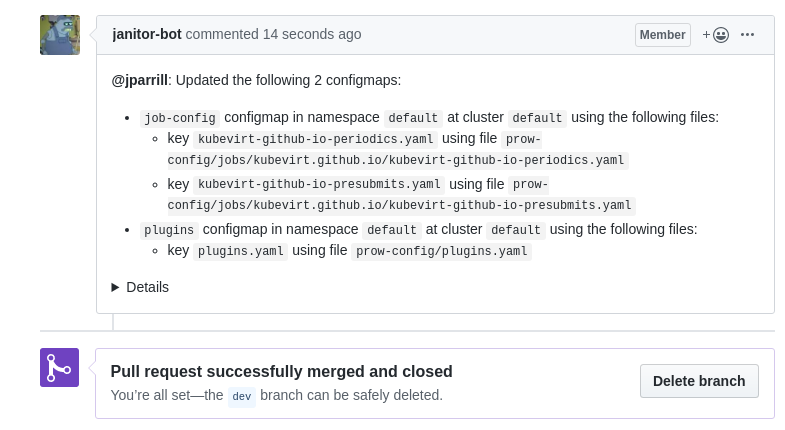 janitor-bot commented 14 seconds ago Member
@jparrill: Updated the following 2 configmaps:
job-config configmap in namespace default at cluster default using the following files:
key kubevirt-github-io-periodics.yaml using file prow-
config/jobs/kubevirt.github.io/kubevirt-github-io-periodics.yaml
key kubevirt-github-io-presubmits.yaml using file prow-
config/jobs/kubevirt.github.io/kubevirt-github-io-presubmits.yaml
plugins configmap in namespace default at cluster default using the following files:
key plugins.yaml using file prow-config/plugins.yaml
Details
Pull request successfully merged and closed
You’re all set—the dev branch can be safely deleted.
Delete branch